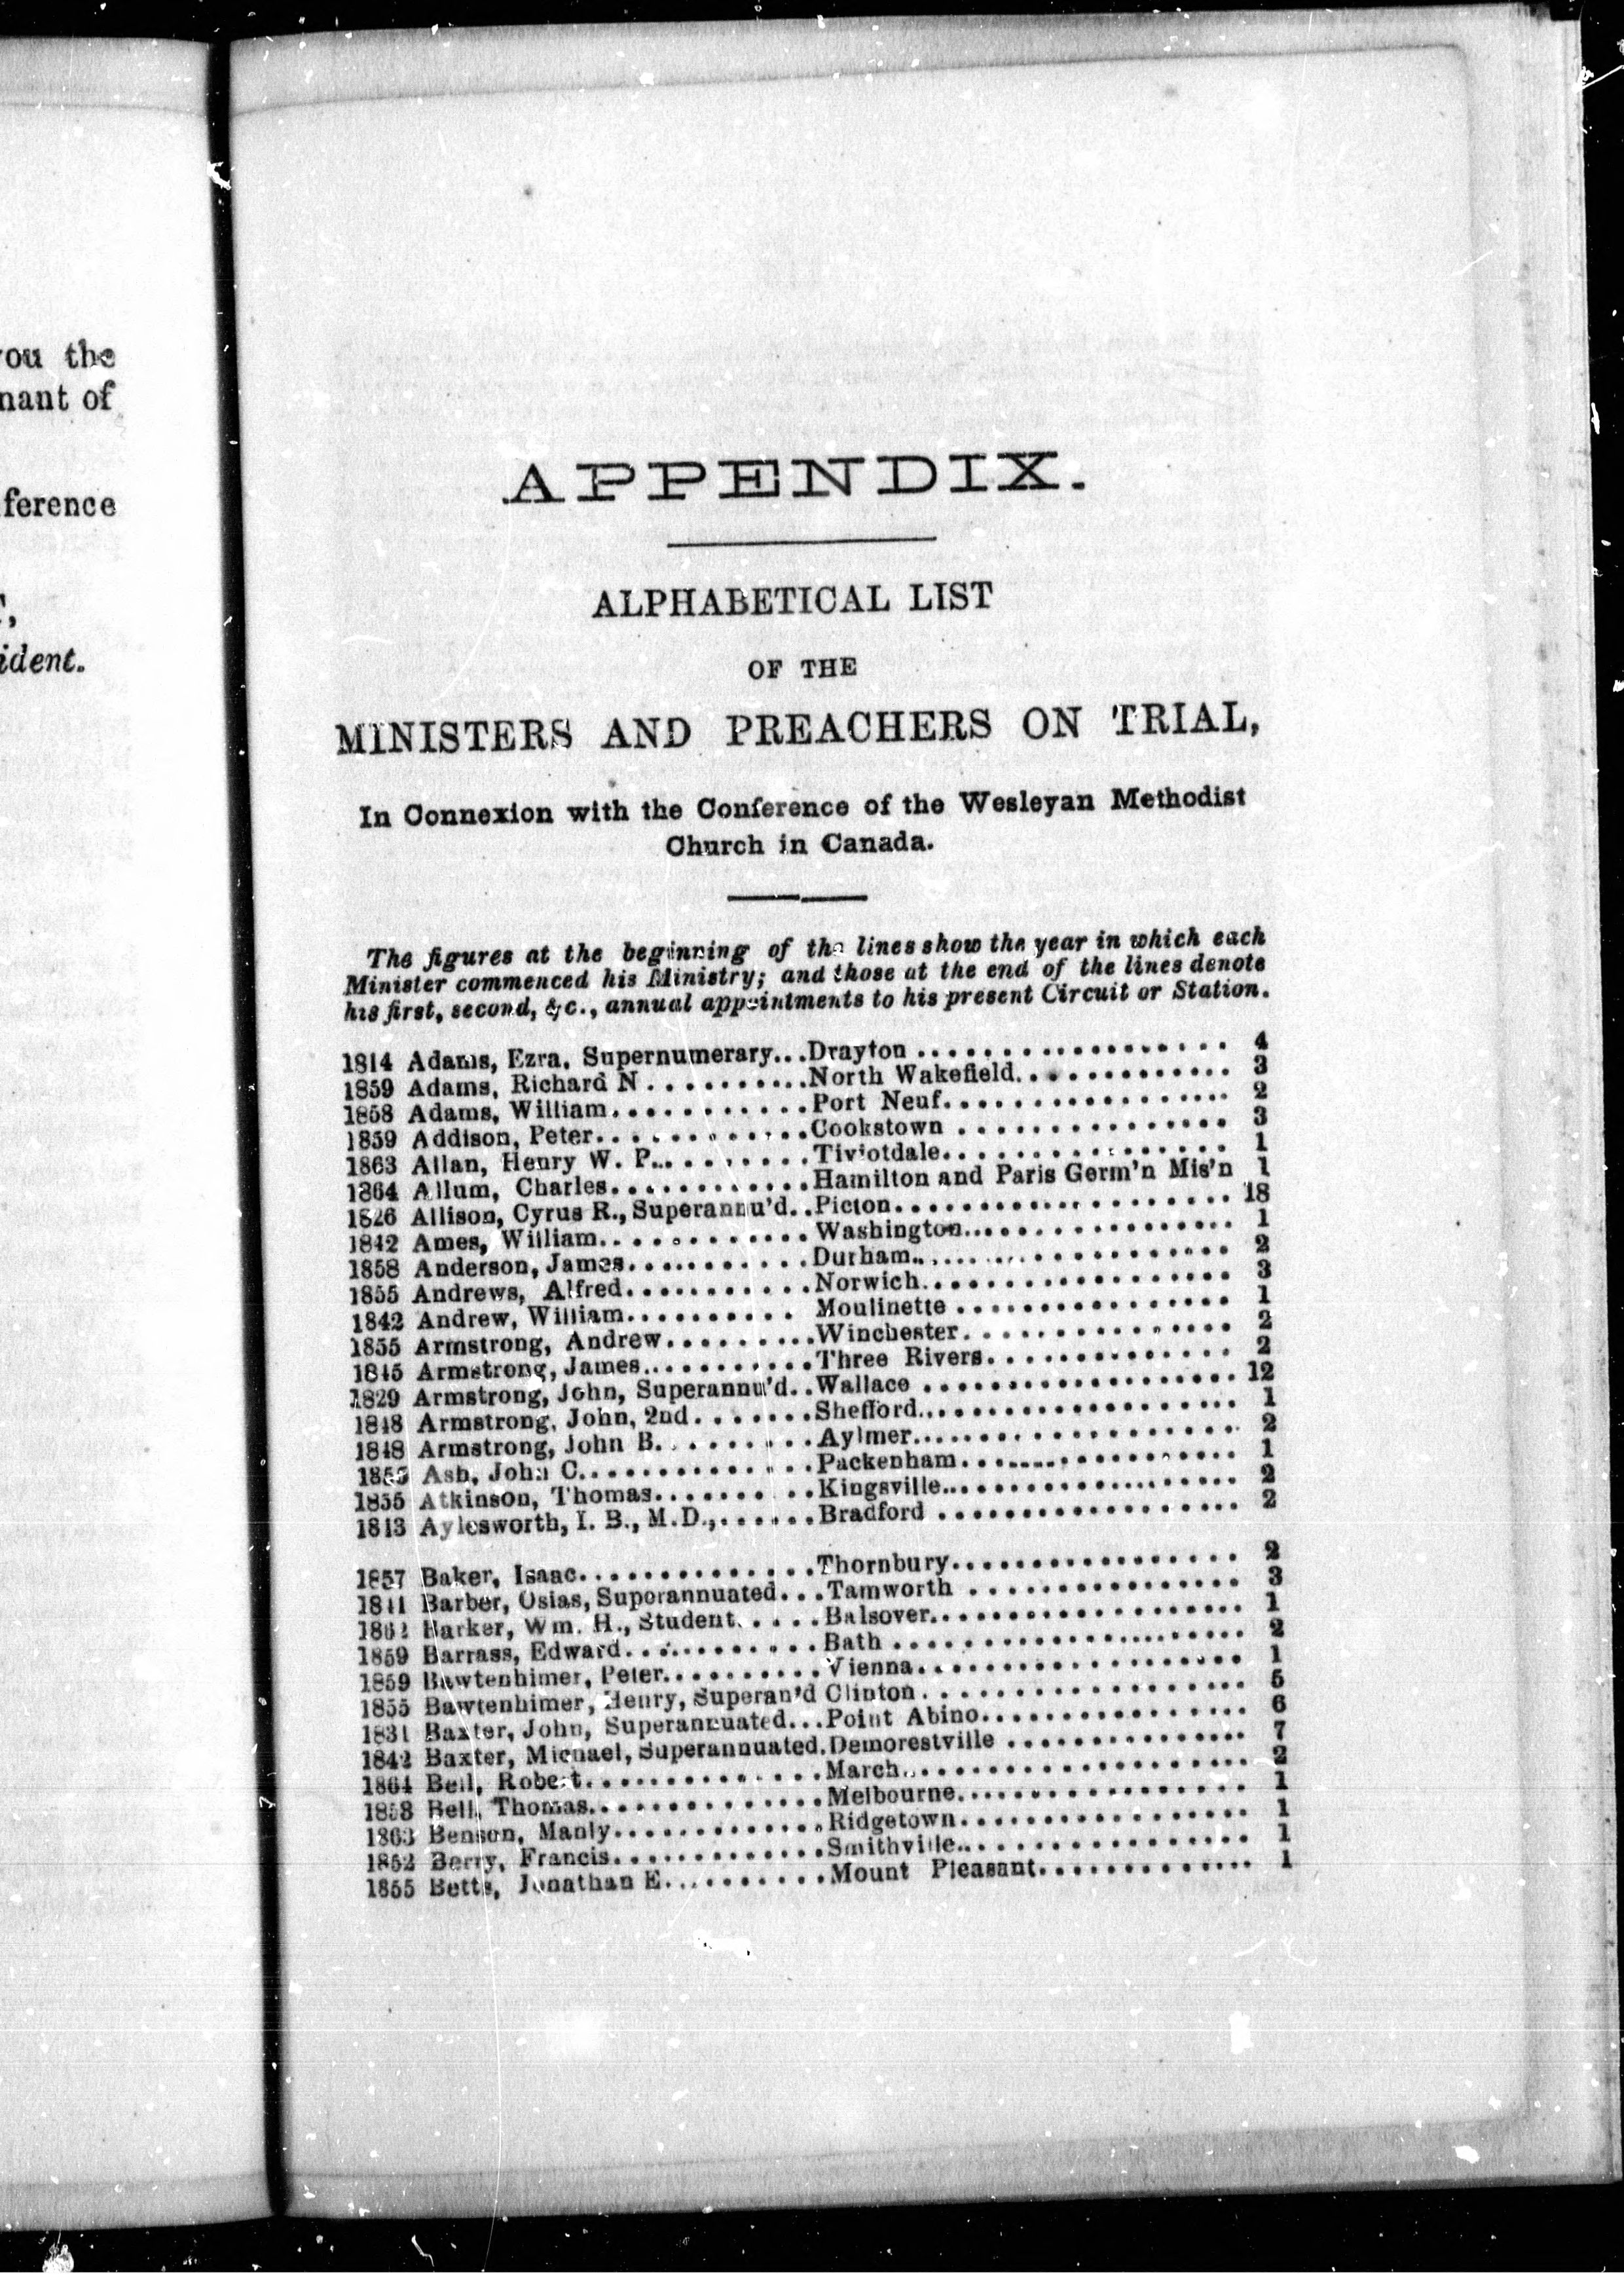 you the
nant of
ference
ident.
APPENDIX.
ALPHABETICAL LIST
OF THE
MINISTERS AND PREACHERS ON TRIAL,
In Connexion with the Conference of the Wesleyan Methodist
Church in Canada.
The figures at the beginning of the lines show the year in which each
Minister commenced his Ministry; and those at the end of the lines denote
his first, second, &c., annual appointments to his present Circuit or Station.
1814 Adams, Ezra, Supernumerary...Drayton .................. 4
1859 Adams, Richard N..........North Wakefield............. 3
1858 Adams, William............Port Neuf.................. 2
1859 Addison, Peter.............Cookstown ................ 3
1863 Allan, Henry W. P..........Tiviotdale................. 1
1864 Allum, Charles............Hamilton and Paris Germ'n Mis'n 1
1826 Allison, Cyrus R., Superannu'd..Picton.................... 18
1842 Ames, William.............Washington................ 1
1858 Anderson, James...........Durham................... 2
1855 Andrews, Alfred...........Norwich.................. 3
1842 Andrew, William.......... Moulinette ................ 1
1855 Armstrong, Andrew.........Winchester................ 2
1845 Armstrong, James..........Three Rivers.............. 2
1829 Armstrong, John, Superannu'd..Wallace ................... 12
1848 Armstrong, John, 2nd.......Shefford................... 1
1848 Armstrong, John B.........Aylmer................... 2
Ash, John C..............Packenham................ 1
1855 Atkinson, Thomas..........Kingsville.................. 2
1843 Aylesworth, I. B., M.D.,......Bradford .................. 2
1857 Baker, Isaac..............Thornbury................. 2
1841 Barber, Osias, Superannuated...Tamworth ................ 3
Barker, Wm. H., Student.....Balsover................... 1
1859 Barrass, Edward............Bath ..................... 2
1859 Bawtenhimer, Peter..........Vienna.................... 1
1855 Bawtenhimer, Henry, Superan'd Clinton................... 5
1831 Baxter, John, Superannuated...Point Abino................ 6
1842 Baxter, Michael, Superannuated.Demorestville .............. 7
1864 Bell, Robert..............March.................... 2
1858 Bell, Thomas..............Melbourne................. 1
1863 Benson, Manly.............Ridgetown................. 1
1852 Berry, Francis.............Smithville................. 1
1855 Betts, Jonathan E..........Mount Pleasant............. 1